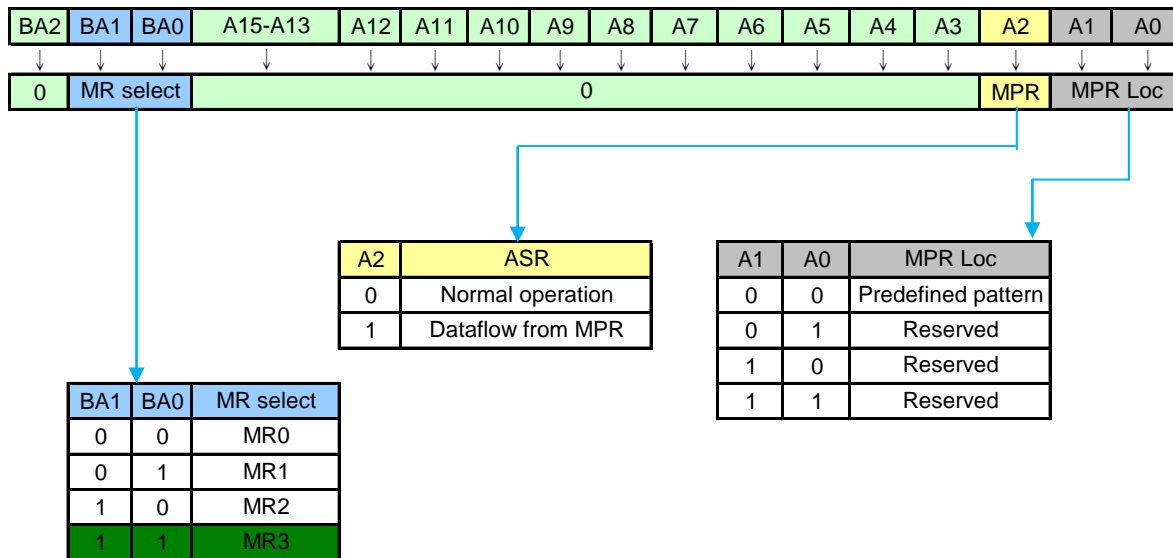 BA2 BA1 BA0 A15-A13 A12 A11 A10 A9 A8 A7 A6 A5 A4 A3 A2 A1 A0
0 MR select 0 MPR MPR Loc
A2 ASR
0 Normal operation
1 Dataflow from MPR
A1 A0 MPR Loc
0 0 Predefined pattern
0 1 Reserved
1 0 Reserved
1 1 Reserved
BA1 BA0 MR select
0 0 MR0
0 1 MR1
1 0 MR2
1 1 MR3